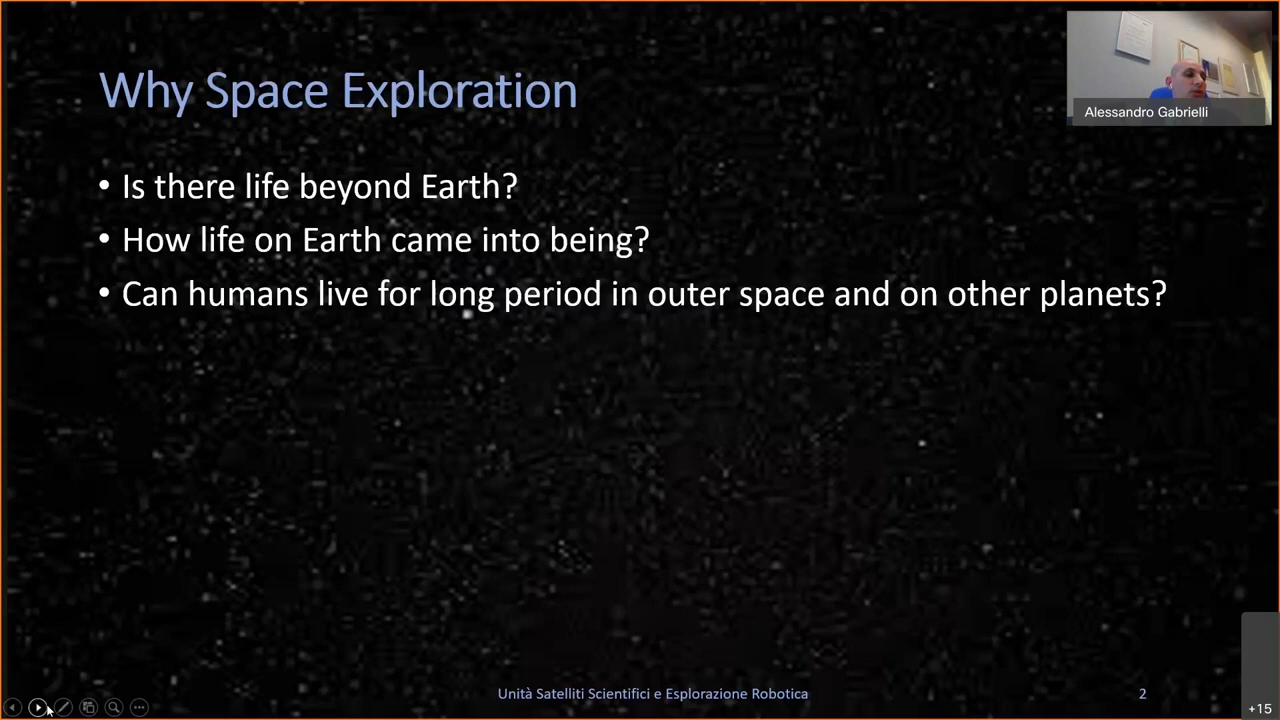 Why Space Exploration
Alessandro Gabrielli
• Is there life beyond Earth?
• How life on Earth came into being?
• Can humans live for long period in outer space and on other planets?
Unità Satelliti Scientifici e Esplorazione Robotica
2
+15